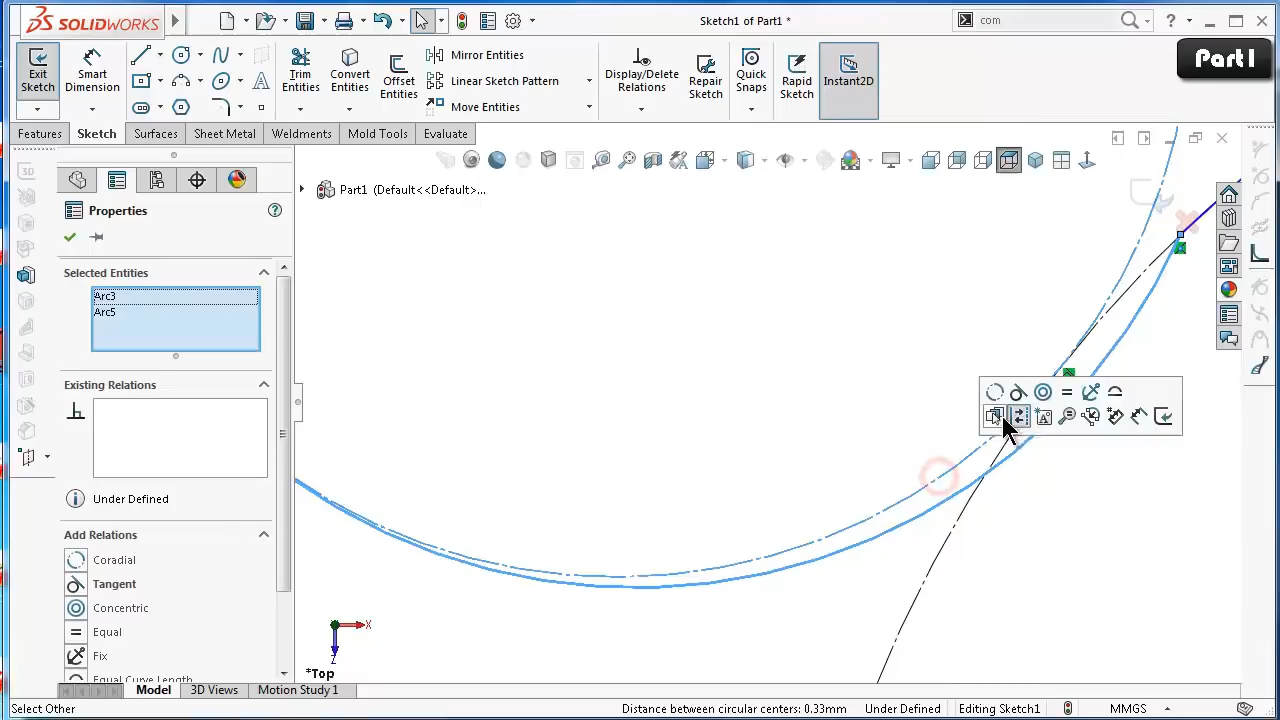 SOLIDWORKS
Sketch1 of Part1 *
com
?
Part1
Exit Sketch
Smart Dimension
Trim Entities
Convert Entities
Offset Entities
Mirror Entities
Linear Sketch Pattern
Move Entities
Display/Delete Relations
Repair Sketch
Quick Snaps
Rapid Sketch
Instant2D
Features
Sketch
Surfaces
Sheet Metal
Weldments
Mold Tools
Evaluate
3D
Part1 (Default<<Default>...
Properties
?
Selected Entities
Arc3
Arc5
Existing Relations
Under Defined
Add Relations
Coradial
Tangent
Concentric
Equal
Fix
Equal Curve Length
X
Z
*Top
Model
3D Views
Motion Study 1
Select Other
Distance between circular centers: 0.33mm
Under Defined
Editing Sketch1
MMGS